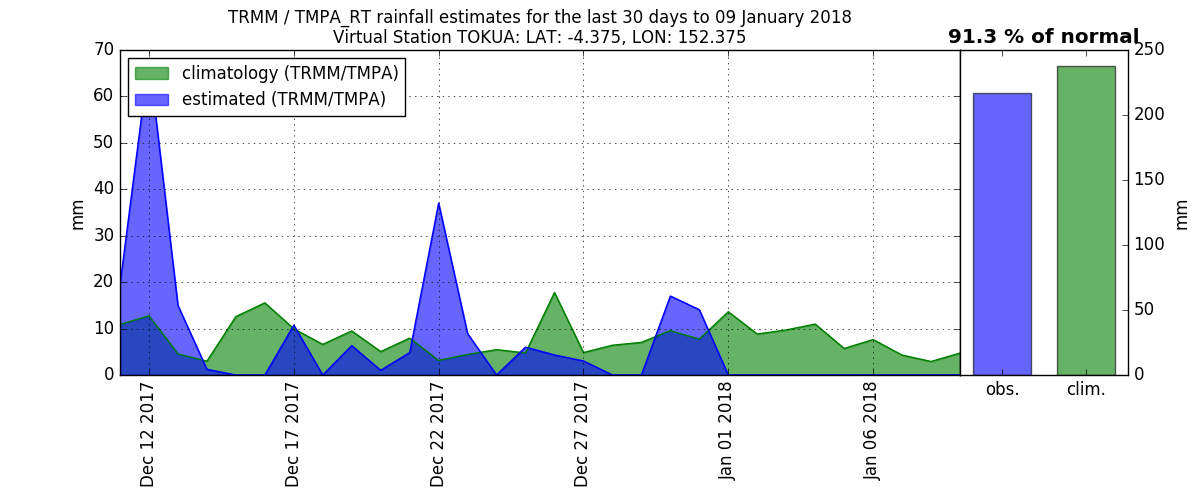 TRMM / TMPA_RT rainfall estimates for the last 30 days to 09 January 2018
Virtual Station TOKUA: LAT: -4.375, LON: 152.375
91.3 % of normal
climatology (TRMM/TMPA)
estimated (TRMM/TMPA)
70
60
50
40
30
20
10
0
mm
Dec 12 2017
Dec 17 2017
Dec 22 2017
Dec 27 2017
Jan 01 2018
Jan 06 2018
250
200
150
100
50
0
mm
obs.
clim.